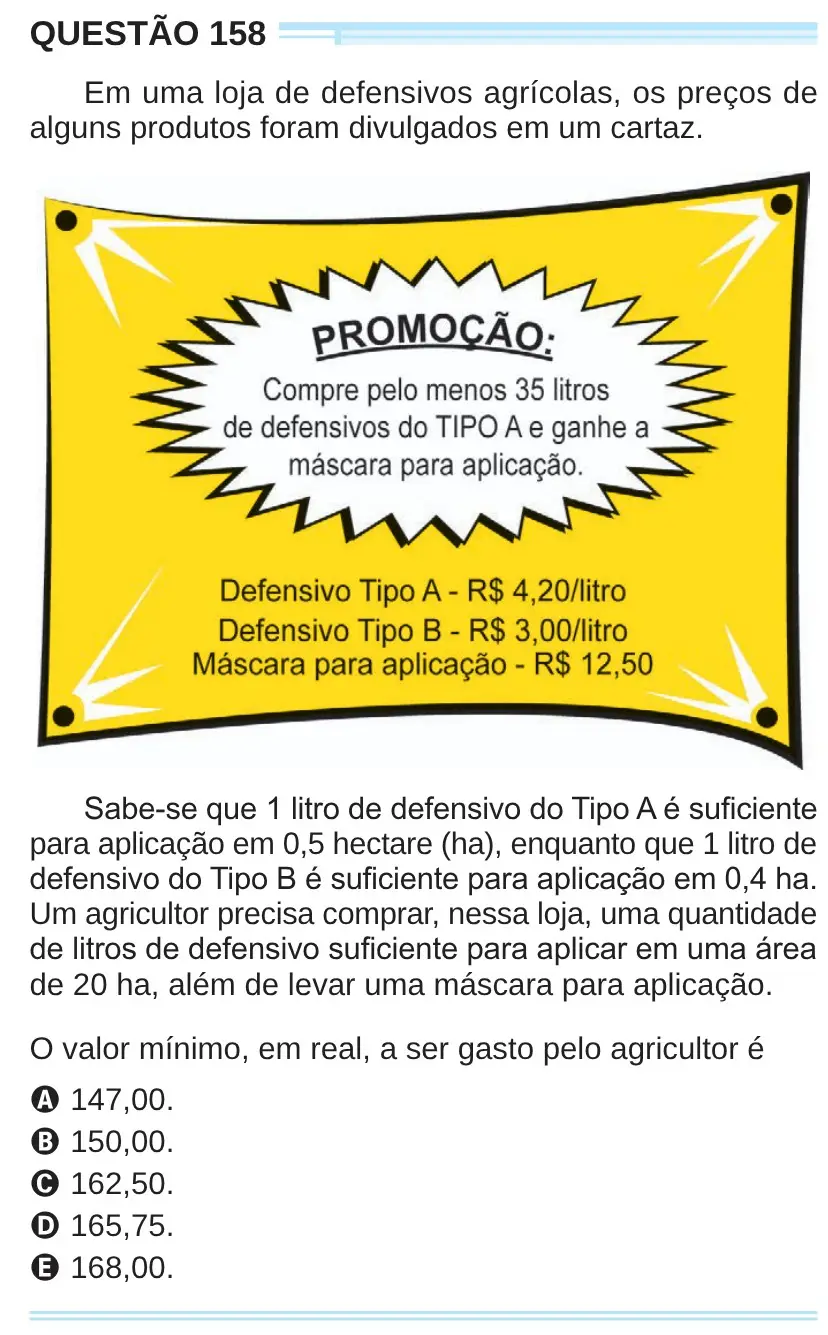 QUESTÃO 158
Em uma loja de defensivos agrícolas, os preços de
alguns produtos foram divulgados em um cartaz.
PROMOÇÃO:
Compre pelo menos 35 litros
de defensivos do TIPO A e ganhe a
máscara para aplicação.
Defensivo Tipo A - R$ 4,20/litro
Defensivo Tipo B - R$ 3,00/litro
Máscara para aplicação - R$ 12,50
Sabe-se que 1 litro de defensivo do Tipo A é suficiente
para aplicação em 0,5 hectare (ha), enquanto que 1 litro de
defensivo do Tipo B é suficiente para aplicação em 0,4 ha.
Um agricultor precisa comprar, nessa loja, uma quantidade
de litros de defensivo suficiente para aplicar em uma área
de 20 ha, além de levar uma máscara para aplicação.
O valor mínimo, em real, a ser gasto pelo agricultor é
A 147,00.
B 150,00.
C 162,50.
D 165,75.
E 168,00.